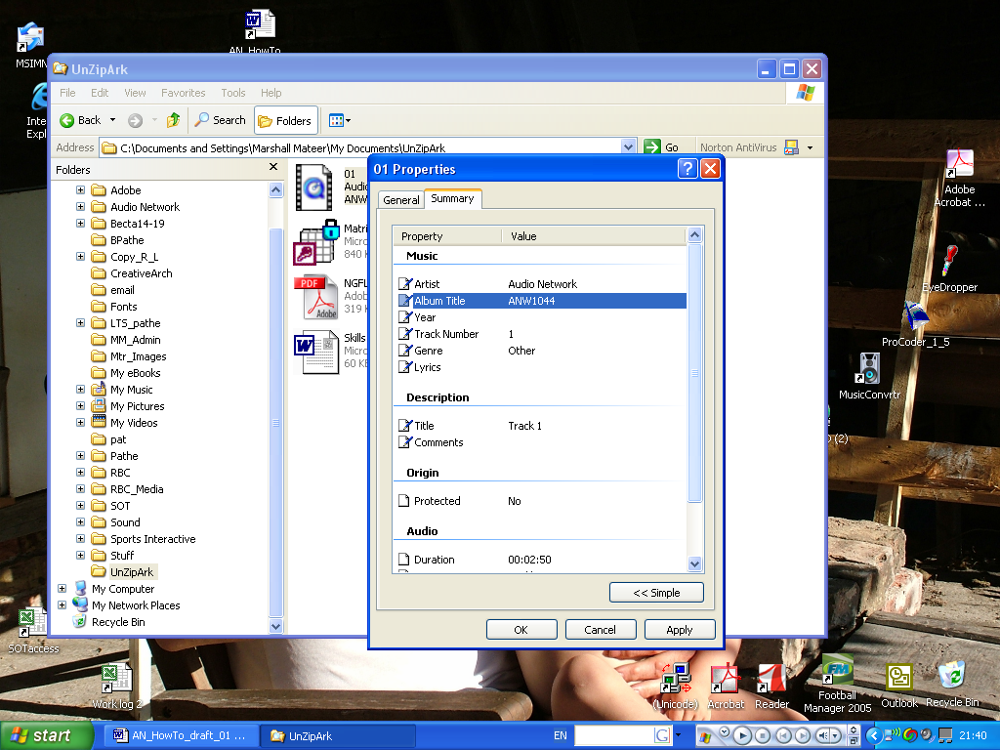 MSIMN
AN_HowTo
Inte
Expl
UnZipArk
File Edit View Favorites Tools Help
Back Search Folders
Address C:\Documents and Settings\Marshall Mateer\My Documents\UnZipArk Go Norton AntiVirus
Folders
Adobe
Audio Network
Becta14-19
BPathe
Copy_R_L
CreativeArch
email
Fonts
LTS_pathe
MM_Admin
Mtr_Images
My eBooks
My Music
My Pictures
My Videos
pat
Pathe
RBC
RBC_Media
SOT
Sound
Sports Interactive
Stuff
UnZipArk
My Computer
My Network Places
Recycle Bin
01
Audio
ANW
Matri
Micro
840 K
PDF
Adobe
NGFL
Adob
319 K
Skills
Micro
60 KB
01 Properties
General Summary
Property Value
Music
Artist Audio Network
Album Title ANW1044
Year
Track Number 1
Genre Other
Lyrics
Description
Title Track 1
Comments
Origin
Protected No
Audio
Duration 00:02:50
<< Simple
OK Cancel Apply
Adobe
Acrobat ...
EyeDropper
ProCoder_1_5
MusicConvrtr
(2)
SOTaccess
Work log 2
(Unicode)
Acrobat
Reader
Football
Manager 2005
Outlook
Recycle Bin
start AN_HowTo_draft_01 ... UnZipArk EN 21:40